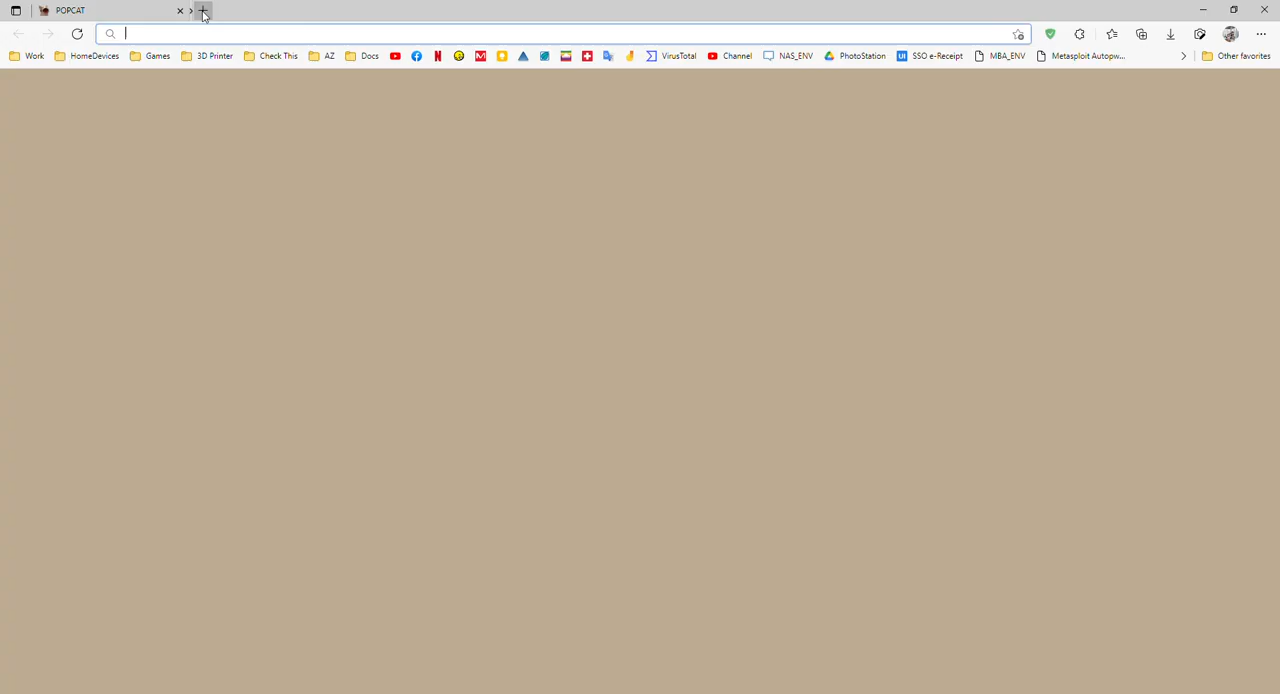 POPCAT
Work HomeDevices Games 3D Printer Check This AZ Docs VirusTotal Channel NAS_ENV PhotoStation SSO e-Receipt MBA_ENV Metasploit Autopw... Other favorites